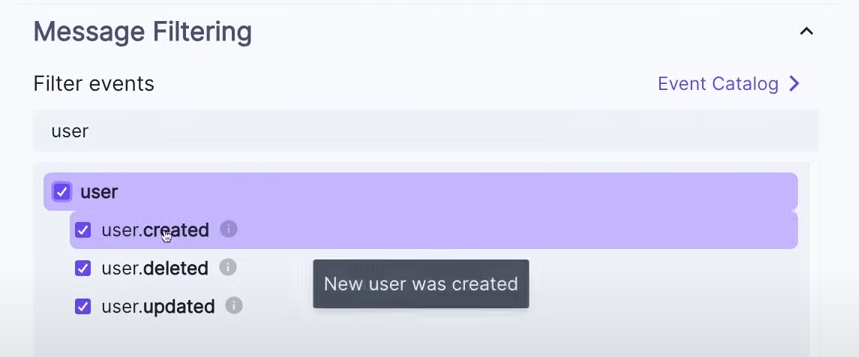 Message Filtering
Filter events
Event Catalog
user
user
user.created
user.deleted
New user was created
user.updated